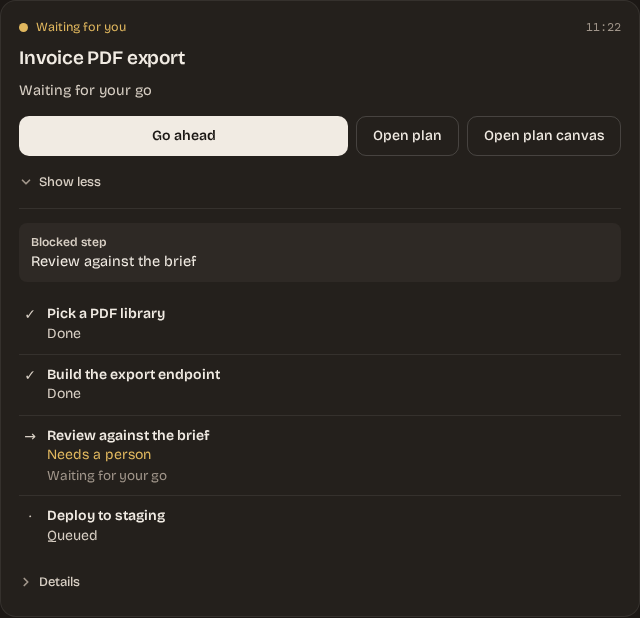 Waiting for you
11:22
Invoice PDF export
Waiting for your go
Go ahead
Open plan
Open plan canvas
Show less
Blocked step
Review against the brief
✓ Pick a PDF library
Done
✓ Build the export endpoint
Done
→ Review against the brief
Needs a person
Waiting for your go
· Deploy to staging
Queued
Details